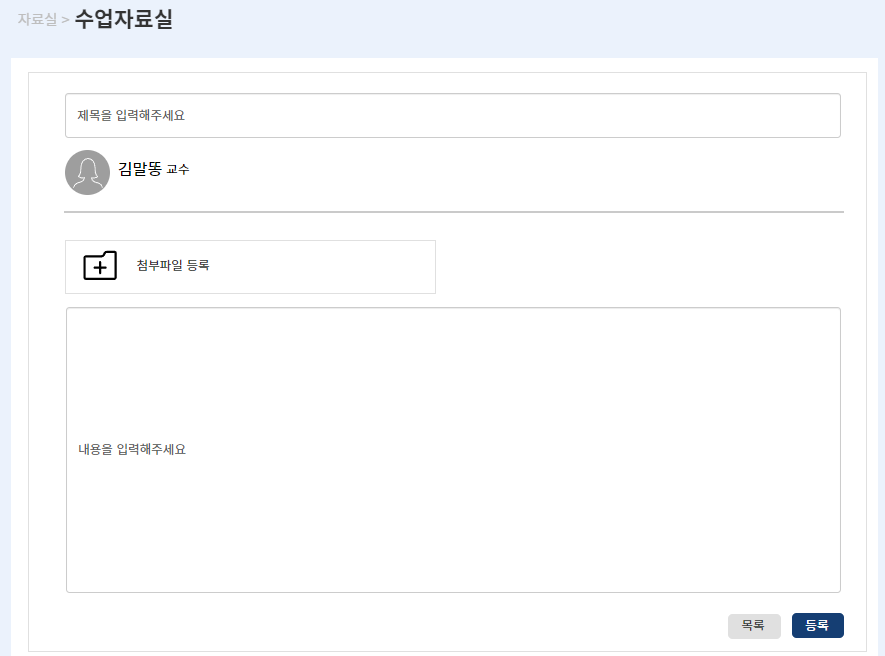 자료실 > 수업자료실
제목을 입력해주세요
김말똥 교수
첨부파일 등록
내용을 입력해주세요
목록 등록